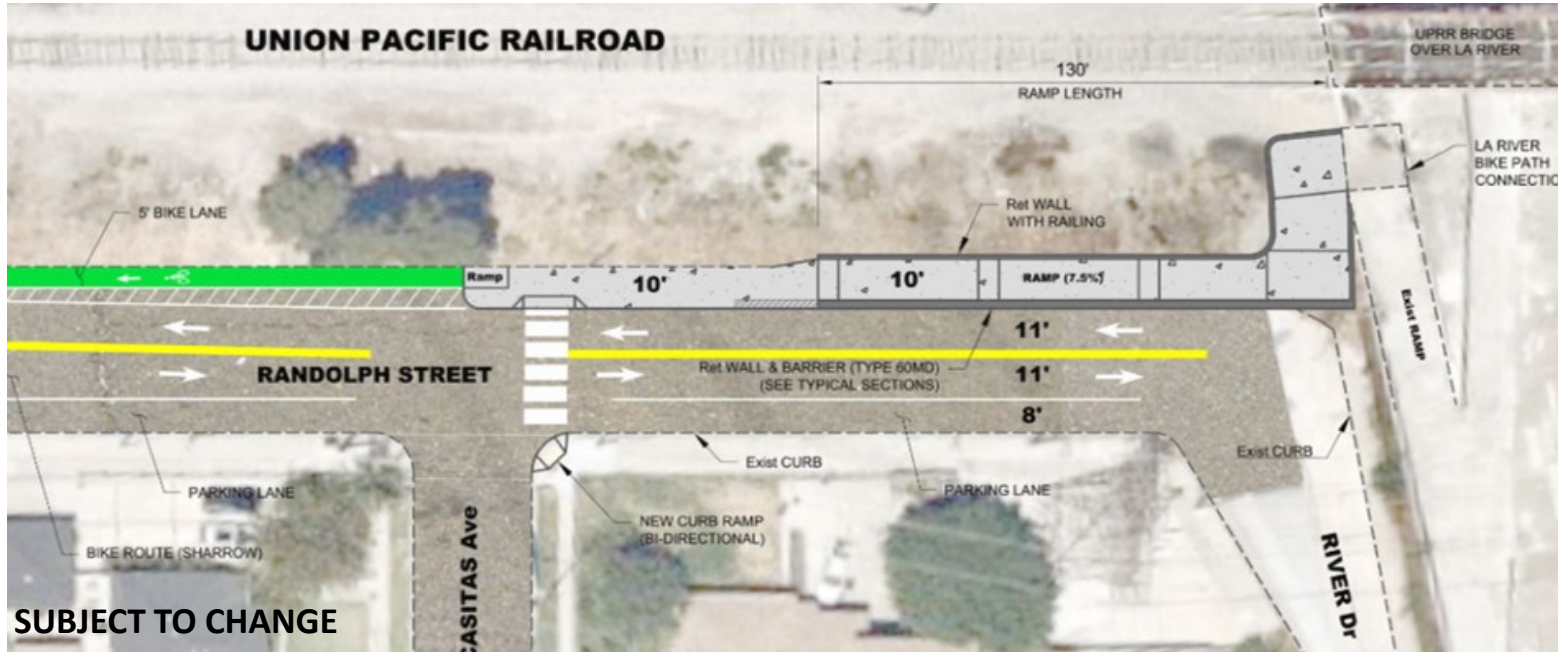 UNION PACIFIC RAILROAD
UPRR BRIDGE
OVER LA RIVER
130'
RAMP LENGTH
LA RIVER
BIKE PATH
CONNECTIO
5' BIKE LANE
Ret WALL
WITH RAILING
Ramp
10'
10'
RAMP (7.5%)
Exist RAMP
11'
RANDOLPH STREET
Ret WALL & BARRIER (TYPE 60MD)
(SEE TYPICAL SECTIONS)
11'
8'
Exist CURB
Exist CURB
PARKING LANE
PARKING LANE
NEW CURB RAMP
(BI-DIRECTIONAL)
BIKE ROUTE (SHARROW)
CASITAS Ave
RIVER Dr
SUBJECT TO CHANGE